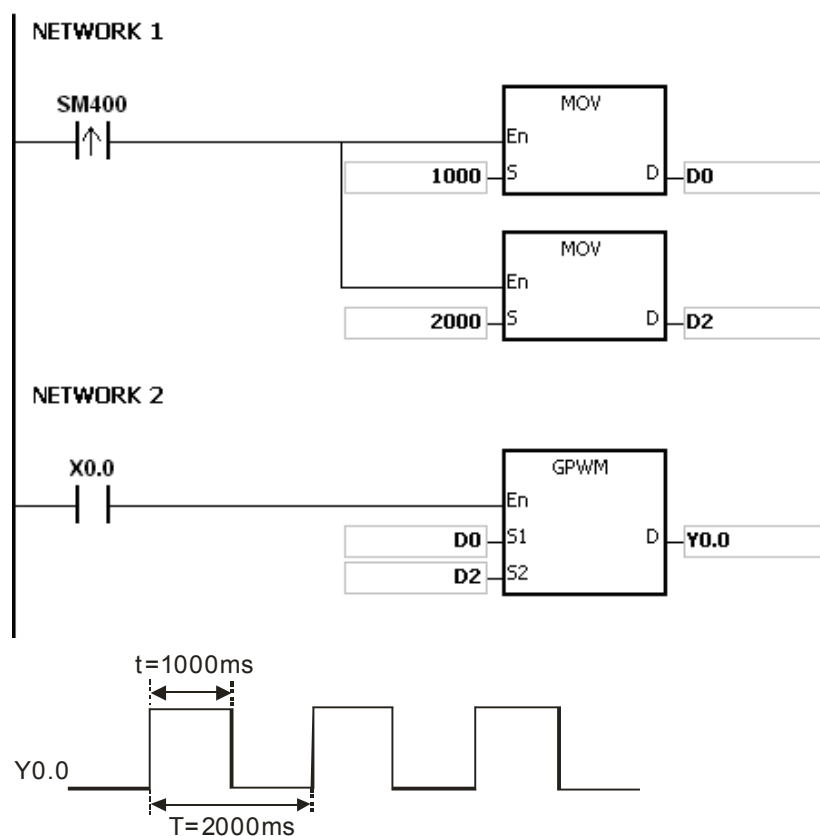 NETWORK 1
SM400
MOV
En
1000 S D D0
MOV
En
2000 S D D2
NETWORK 2
X0.0
GPWM
En
D0 S1 D Y0.0
D2 S2
t=1000ms
Y0.0
T=2000ms